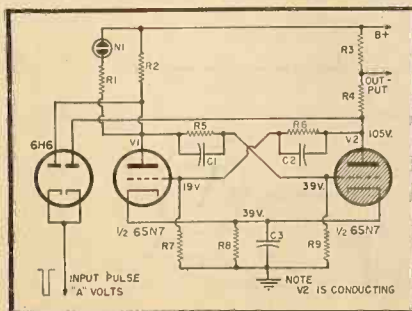 N1
R1
R2
R3
B+
OUT-
PUT
R4
6H6
R5
C1
R6
C2
V1
V2
105V.
19V
39V.
39V.
½ 6SN7
½ 6SN7
R7
R8
C3
R9
INPUT PULSE
"A" VOLTS
NOTE
V2 IS CONDUCTING